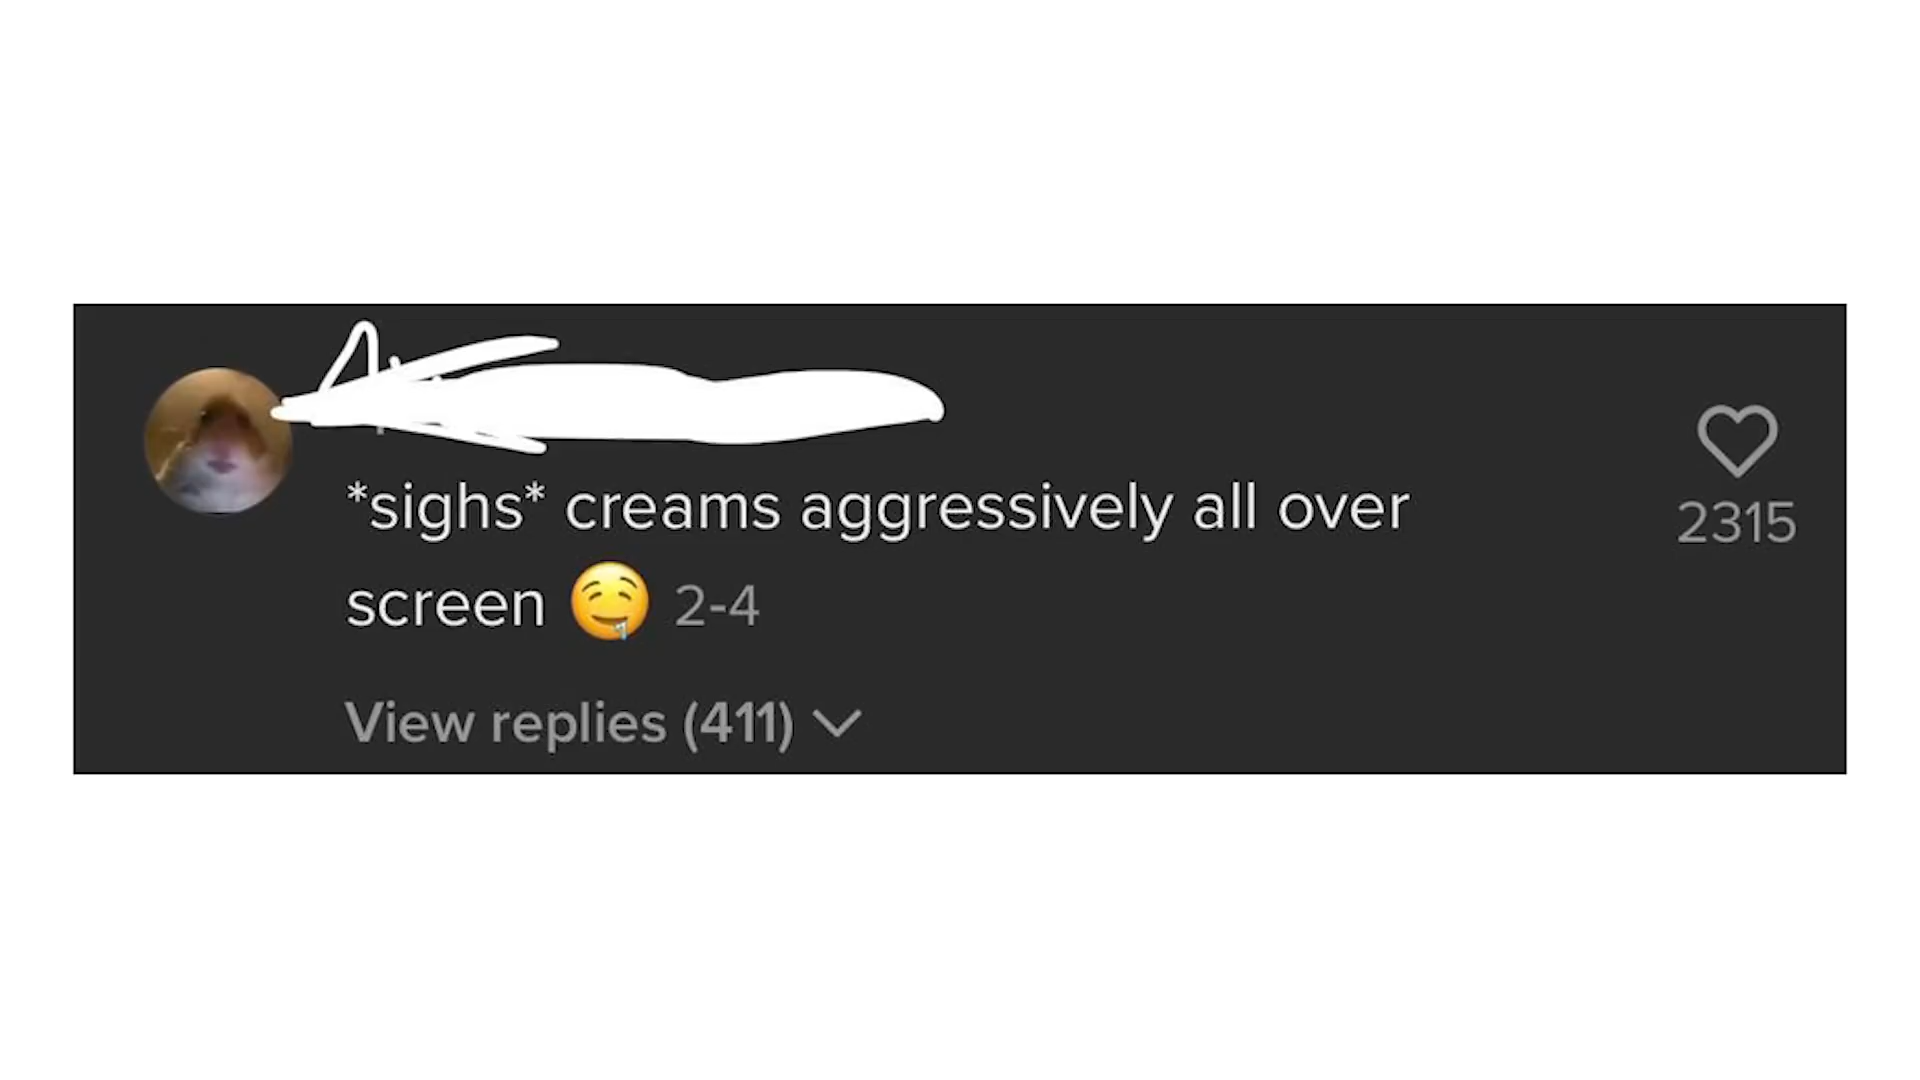 *sighs* creams aggressively all over
screen 🤤 2-4
2315
View replies (411)